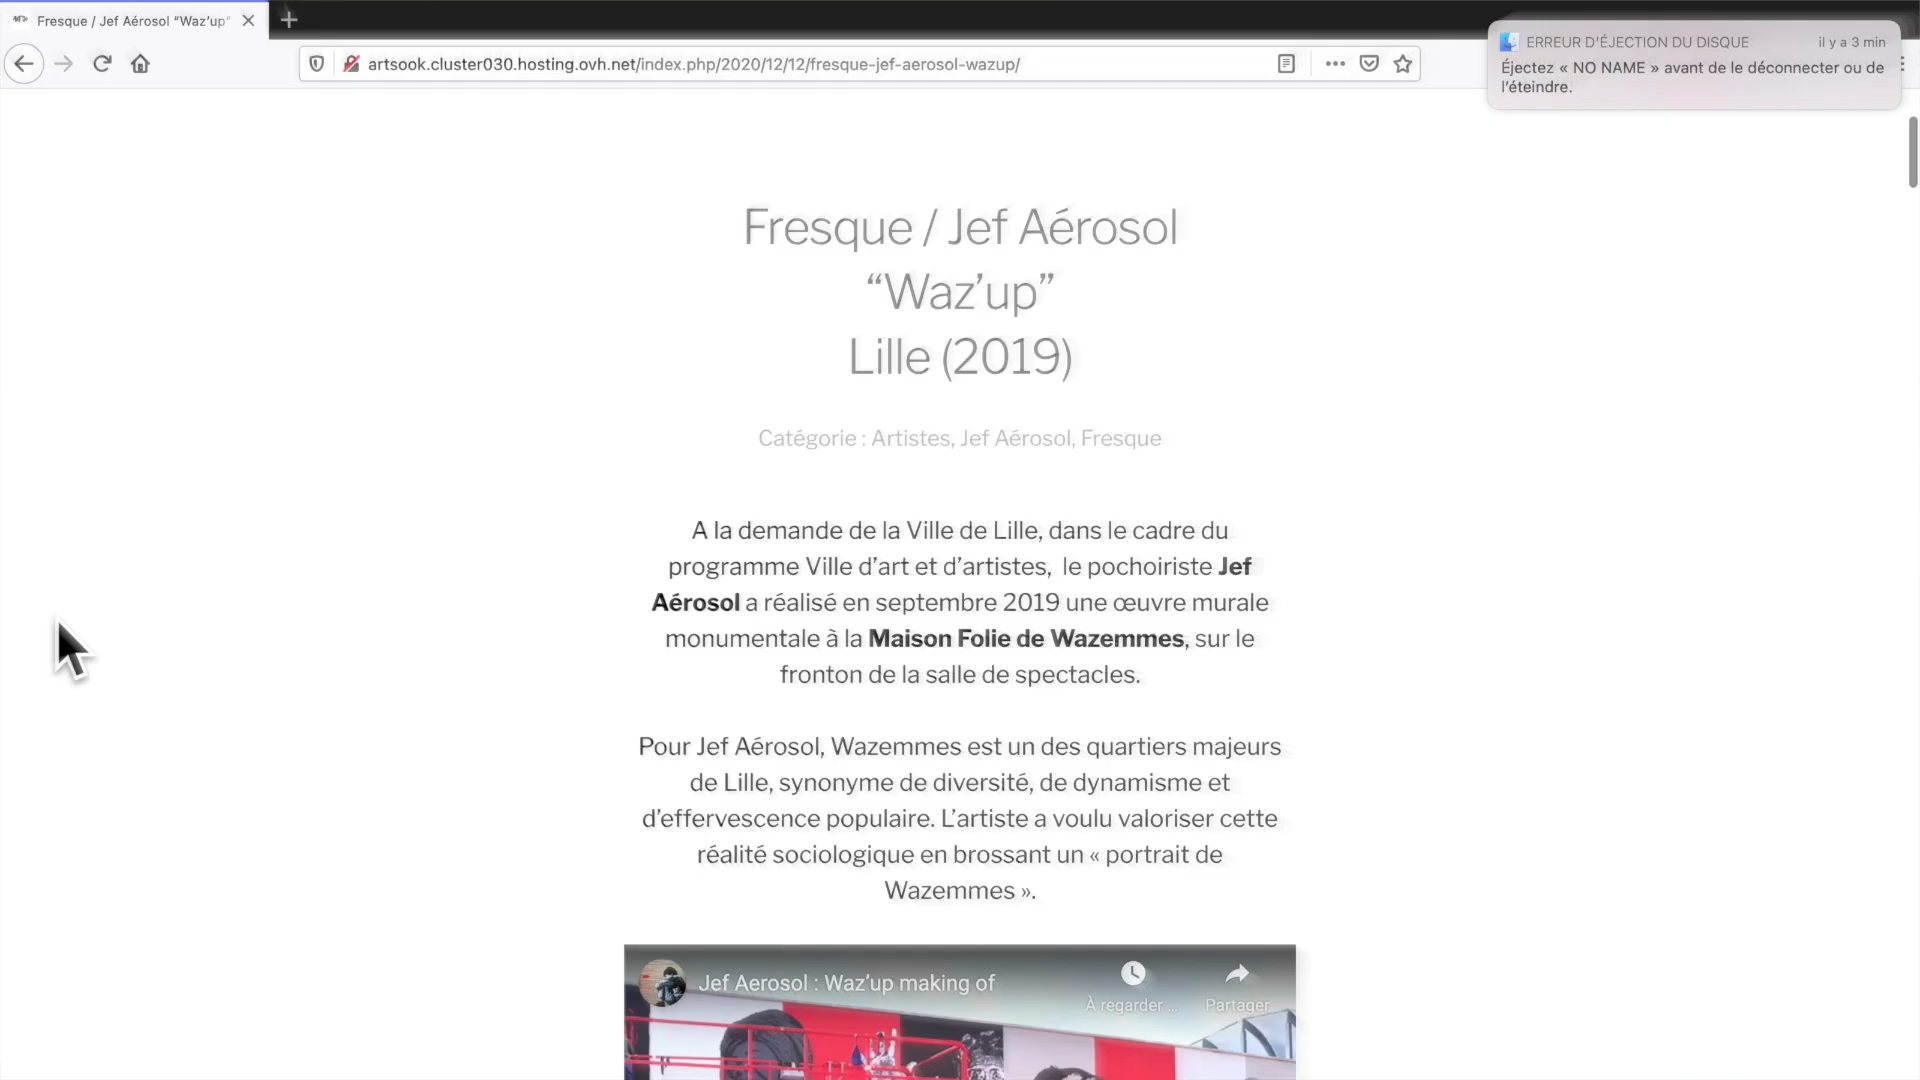 Fresque / Jef Aérosol “Waz’up”
artsook.cluster030.hosting.ovh.net/index.php/2020/12/12/fresque-jef-aerosol-wazup/
ERREUR D’ÉJECTION DU DISQUE il y a 3 min
Éjectez « NO NAME » avant de le déconnecter ou de
l’éteindre.
Fresque / Jef Aérosol
“Waz’up”
Lille (2019)
Catégorie : Artistes, Jef Aérosol, Fresque
A la demande de la Ville de Lille, dans le cadre du
programme Ville d’art et d’artistes, le pochoiriste Jef
Aérosol a réalisé en septembre 2019 une œuvre murale
monumentale à la Maison Folie de Wazemmes, sur le
fronton de la salle de spectacles.
Pour Jef Aérosol, Wazemmes est un des quartiers majeurs
de Lille, synonyme de diversité, de dynamisme et
d’effervescence populaire. L’artiste a voulu valoriser cette
réalité sociologique en brossant un « portrait de
Wazemmes ».
Jef Aerosol : Waz’up making of
À regarder ... Partager